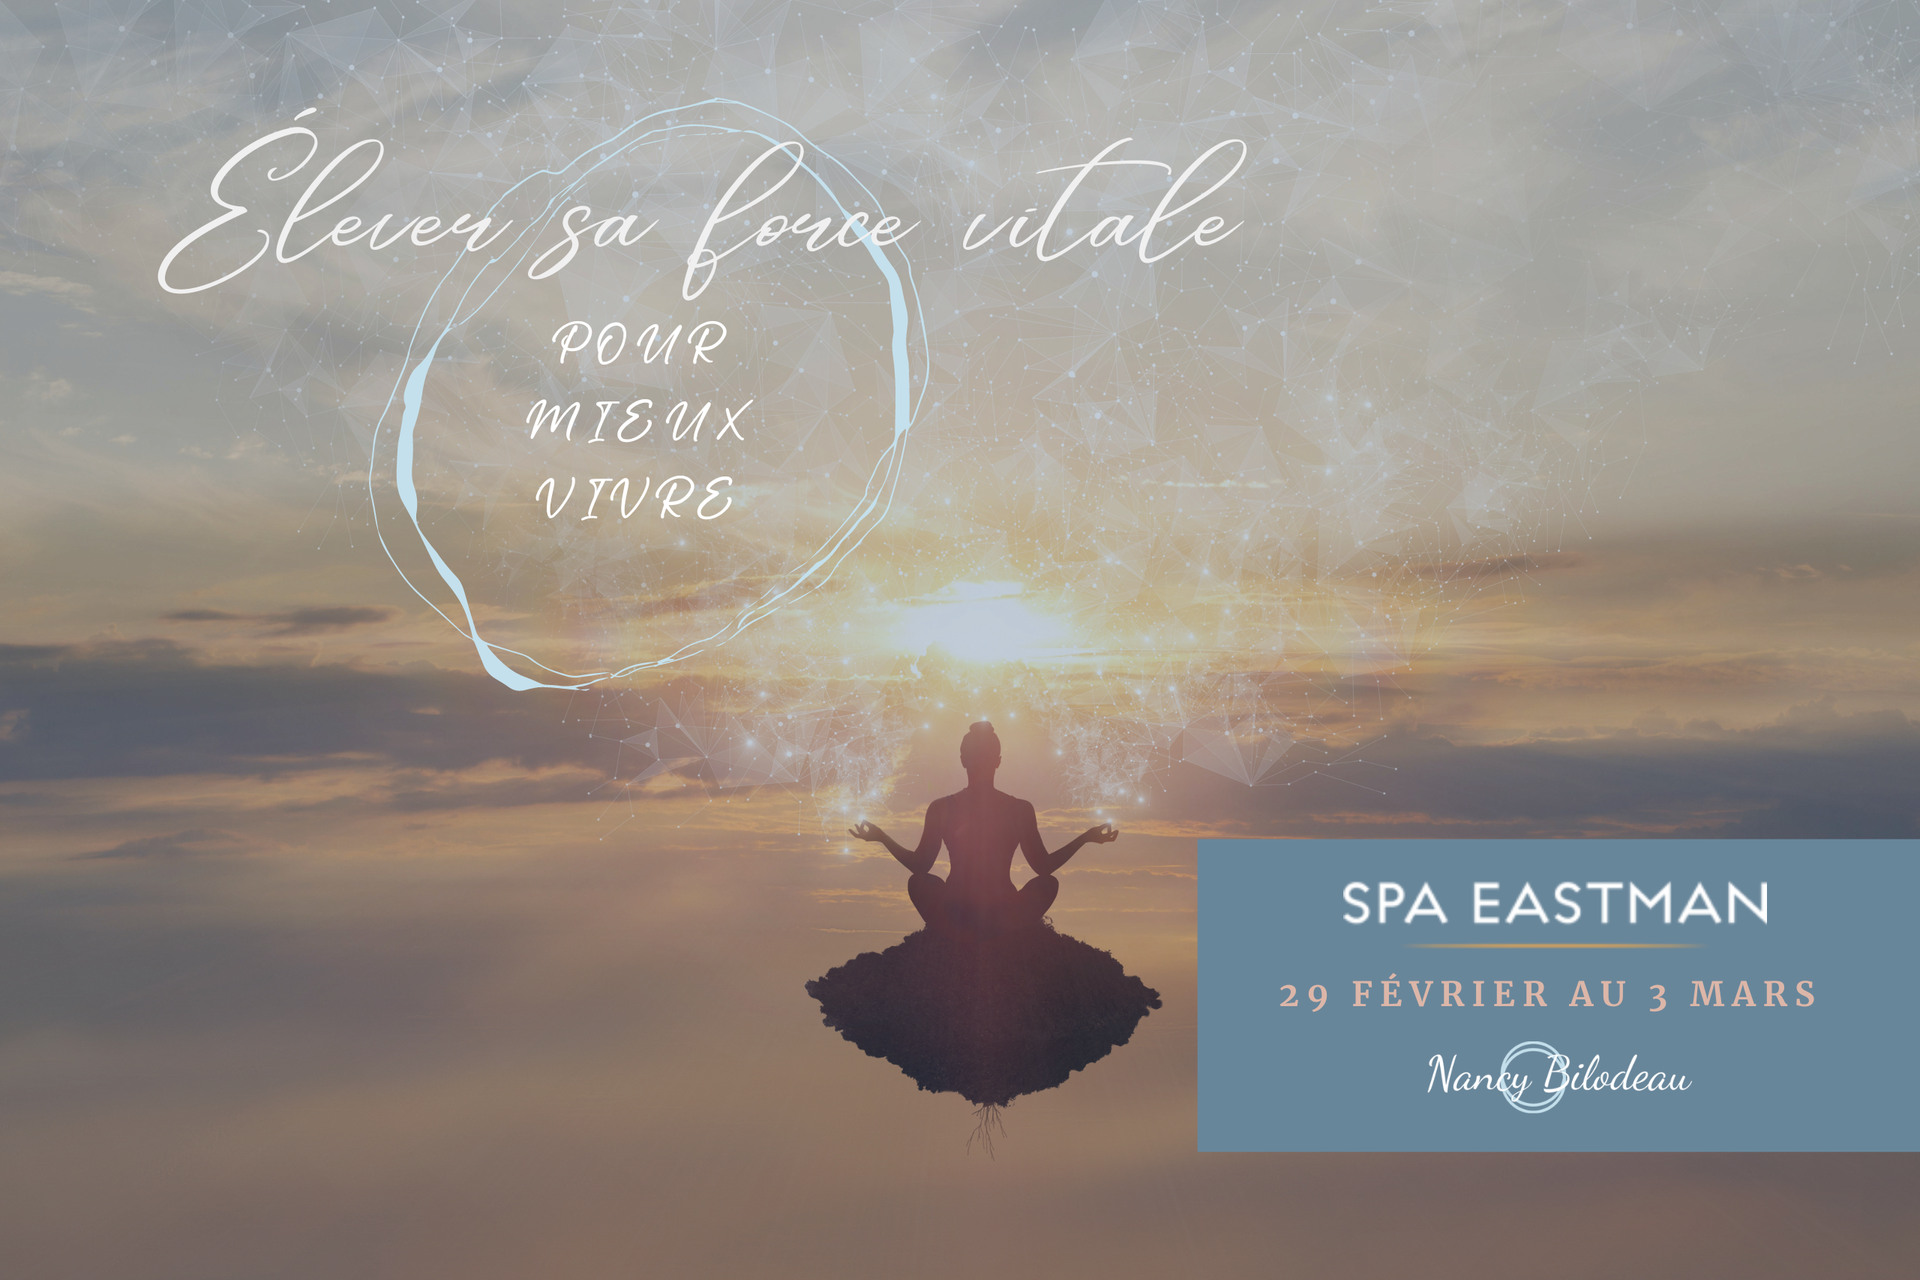 Élever sa force vitale
POUR
MIEUX
VIVRE
SPA EASTMAN
29 FÉVRIER AU 3 MARS
Nancy Bilodeau